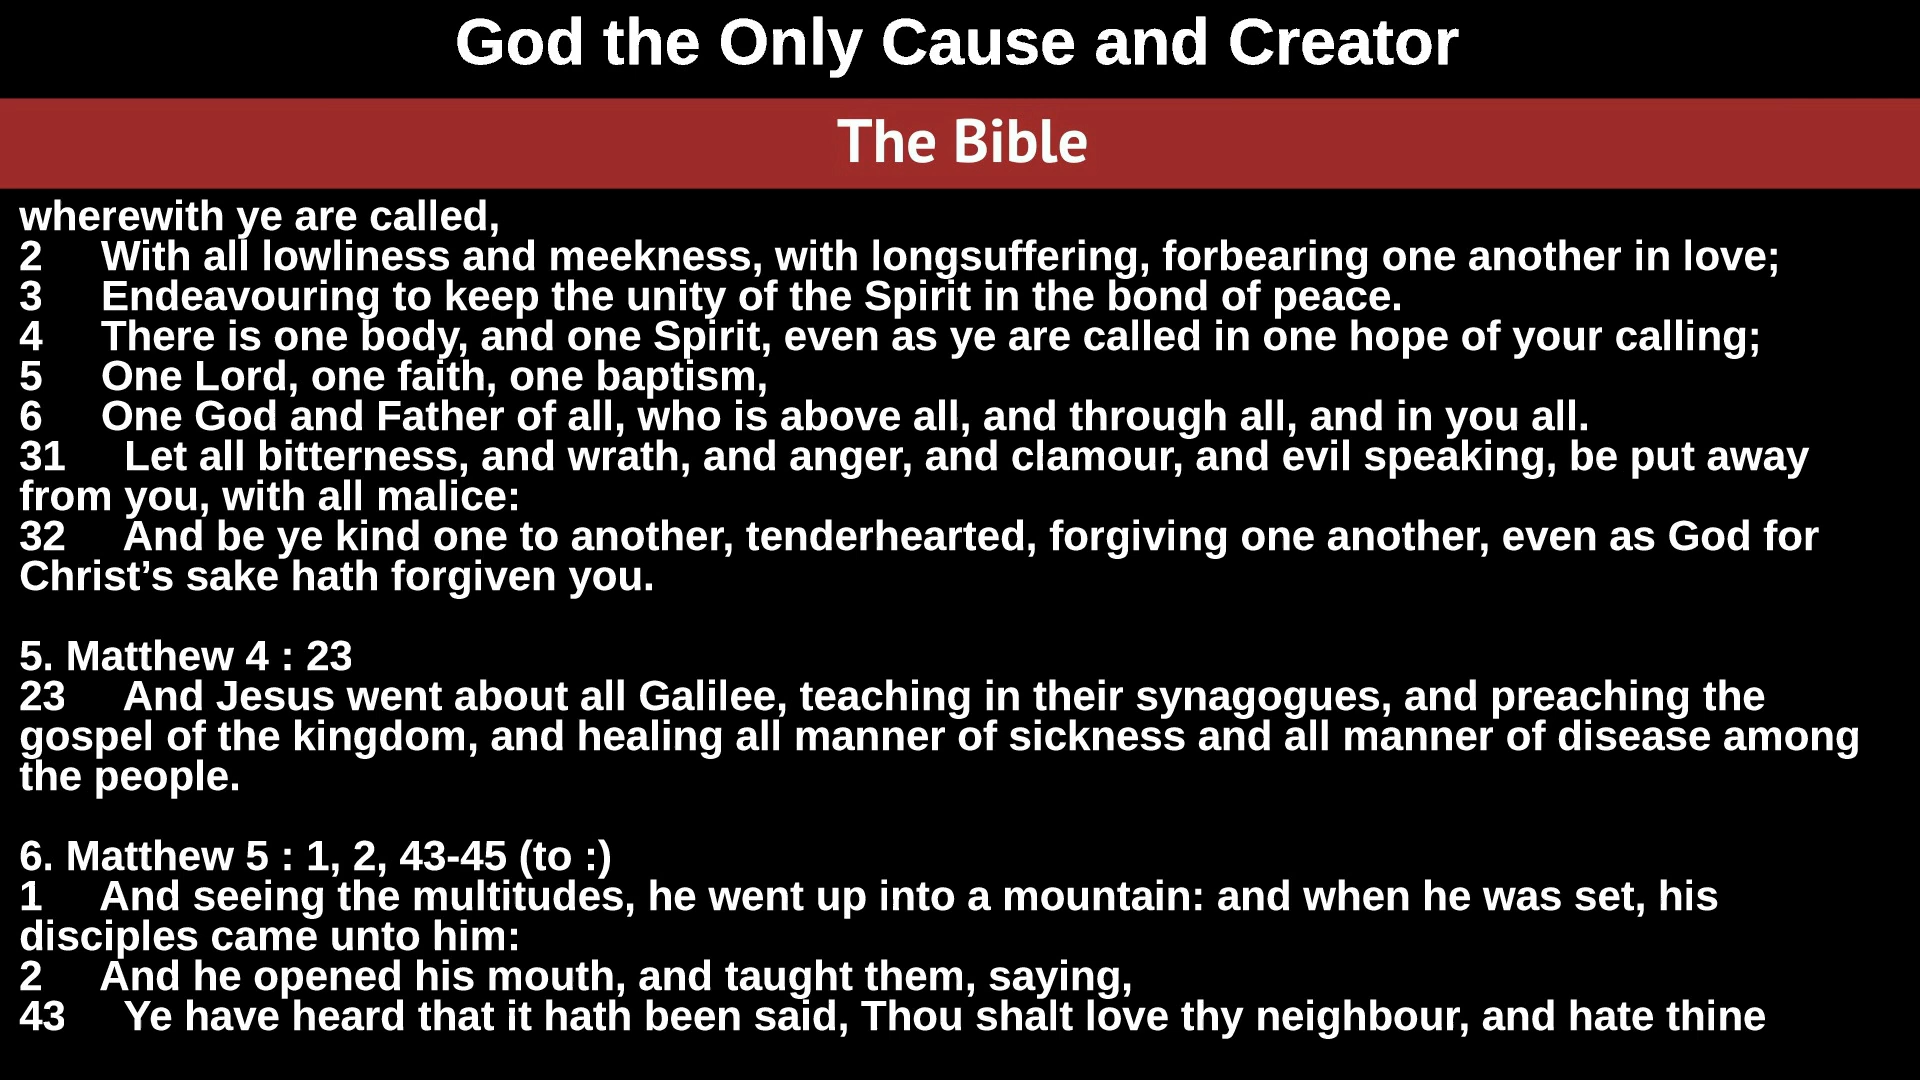 God the Only Cause and Creator
The Bible
wherewith ye are called,
2 With all lowliness and meekness, with longsuffering, forbearing one another in love;
3 Endeavouring to keep the unity of the Spirit in the bond of peace.
4 There is one body, and one Spirit, even as ye are called in one hope of your calling;
5 One Lord, one faith, one baptism,
6 One God and Father of all, who is above all, and through all, and in you all.
31 Let all bitterness, and wrath, and anger, and clamour, and evil speaking, be put away
from you, with all malice:
32 And be ye kind one to another, tenderhearted, forgiving one another, even as God for
Christ’s sake hath forgiven you.
5. Matthew 4 : 23
23 And Jesus went about all Galilee, teaching in their synagogues, and preaching the
gospel of the kingdom, and healing all manner of sickness and all manner of disease among
the people.
6. Matthew 5 : 1, 2, 43-45 (to :)
1 And seeing the multitudes, he went up into a mountain: and when he was set, his
disciples came unto him:
2 And he opened his mouth, and taught them, saying,
43 Ye have heard that it hath been said, Thou shalt love thy neighbour, and hate thine